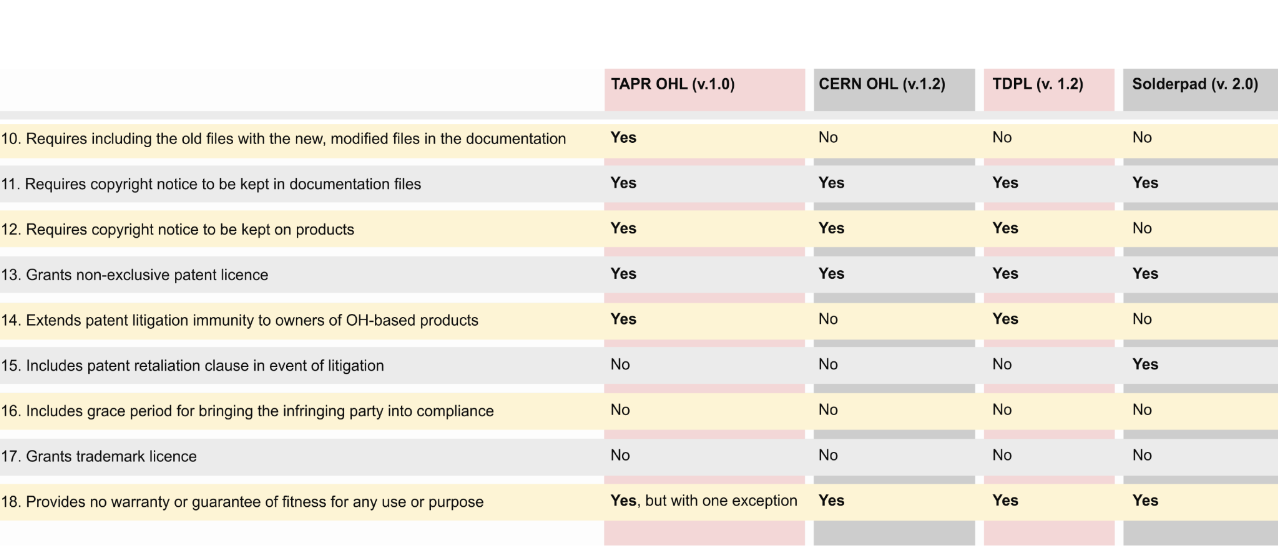 TAPR OHL (v.1.0) CERN OHL (v.1.2) TDPL (v. 1.2) Solderpad (v. 2.0)
10. Requires including the old files with the new, modified files in the documentation Yes No No No
11. Requires copyright notice to be kept in documentation files Yes Yes Yes Yes
12. Requires copyright notice to be kept on products Yes Yes Yes No
13. Grants non-exclusive patent licence Yes Yes Yes Yes
14. Extends patent litigation immunity to owners of OH-based products Yes No Yes No
15. Includes patent retaliation clause in event of litigation No No No Yes
16. Includes grace period for bringing the infringing party into compliance No No No No
17. Grants trademark licence No No No No
18. Provides no warranty or guarantee of fitness for any use or purpose Yes, but with one exception Yes Yes Yes